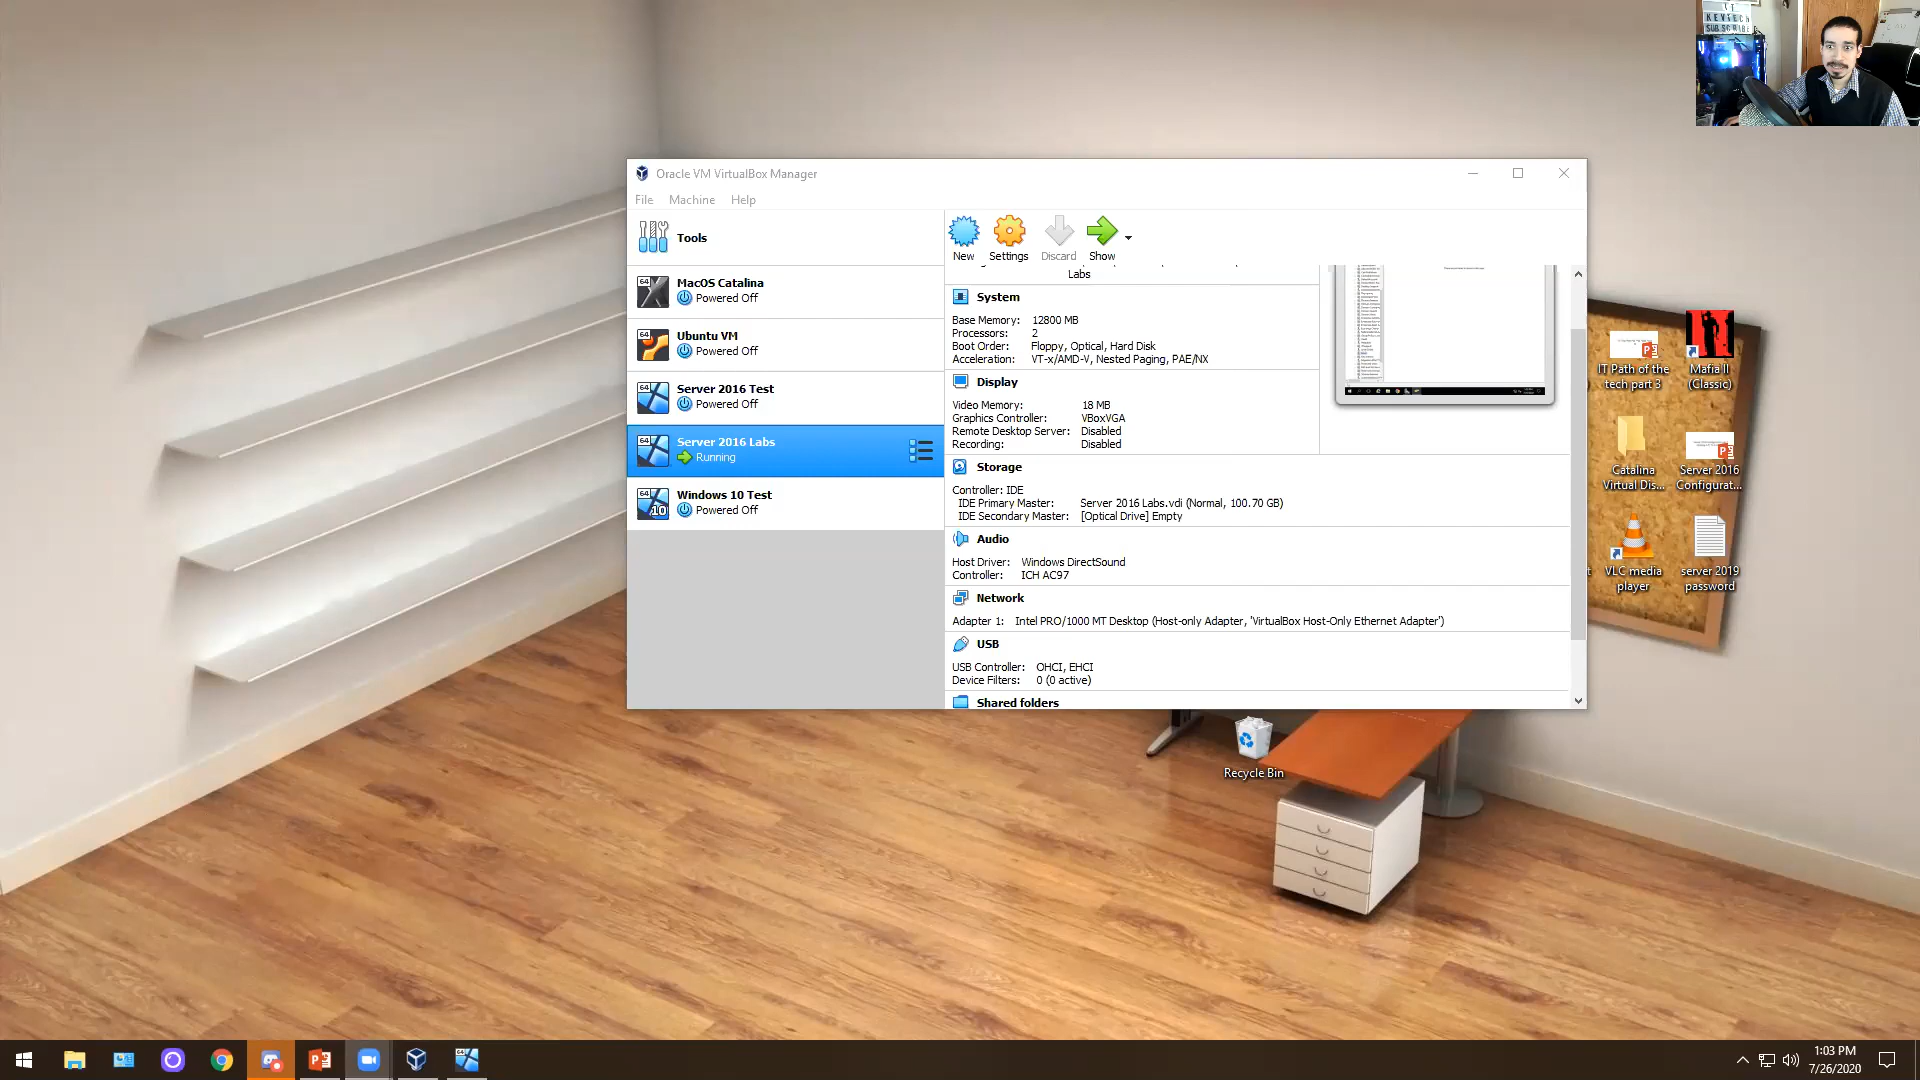 IT
KEVTECH
SUBSCRIBE
Oracle VM VirtualBox Manager
File Machine Help
Tools
New Settings Discard Show
Labs
MacOS Catalina
Powered Off
Ubuntu VM
Powered Off
Server 2016 Test
Powered Off
Server 2016 Labs
Running
Windows 10 Test
Powered Off
System
Base Memory: 12800 MB
Processors: 2
Boot Order: Floppy, Optical, Hard Disk
Acceleration: VT-x/AMD-V, Nested Paging, PAE/NX
Display
Video Memory: 18 MB
Graphics Controller: VBoxVGA
Remote Desktop Server: Disabled
Recording: Disabled
Storage
Controller: IDE
IDE Primary Master: Server 2016 Labs.vdi (Normal, 100.70 GB)
IDE Secondary Master: [Optical Drive] Empty
Audio
Host Driver: Windows DirectSound
Controller: ICH AC97
Network
Adapter 1: Intel PRO/1000 MT Desktop (Host-only Adapter, 'VirtualBox Host-Only Ethernet Adapter')
USB
USB Controller: OHCI, EHCI
Device Filters: 0 (0 active)
Shared folders
IT Path of the
tech part 3
Mafia II
(Classic)
Catalina
Virtual Dis...
Server 2016
Configurat...
VLC media
player
server 2019
password
Recycle Bin
1:03 PM
7/26/2020